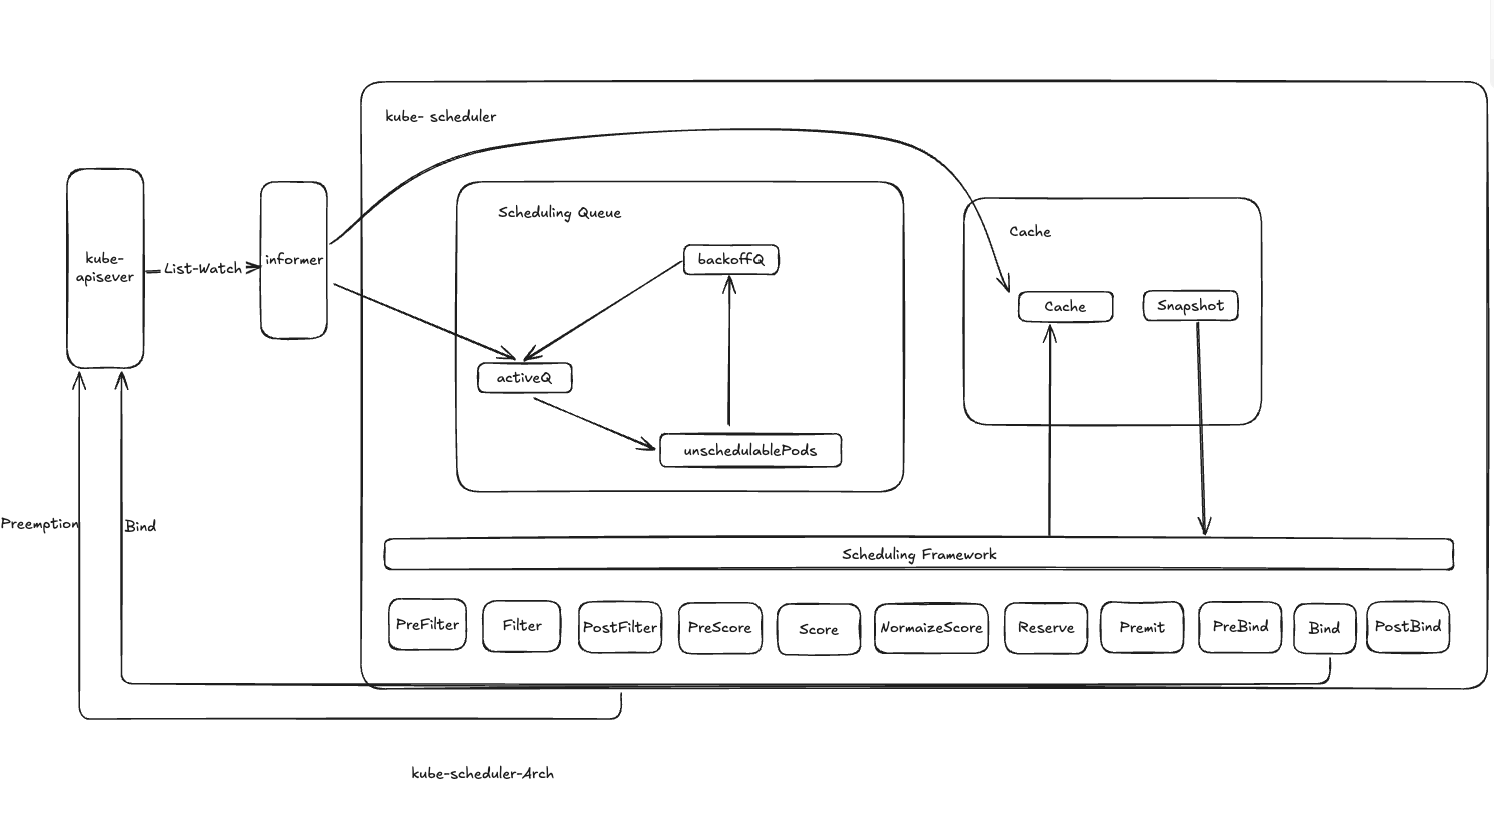 kube- scheduler
Scheduling Queue
Cache
kube-
apisever
List-Watch
informer
backoffQ
Cache
Snapshot
activeQ
unschedulablePods
Preemption
Bind
Scheduling Framework
PreFilter
Filter
PostFilter
PreScore
Score
NormaizeScore
Reserve
Premit
PreBind
Bind
PostBind
kube-scheduler-Arch